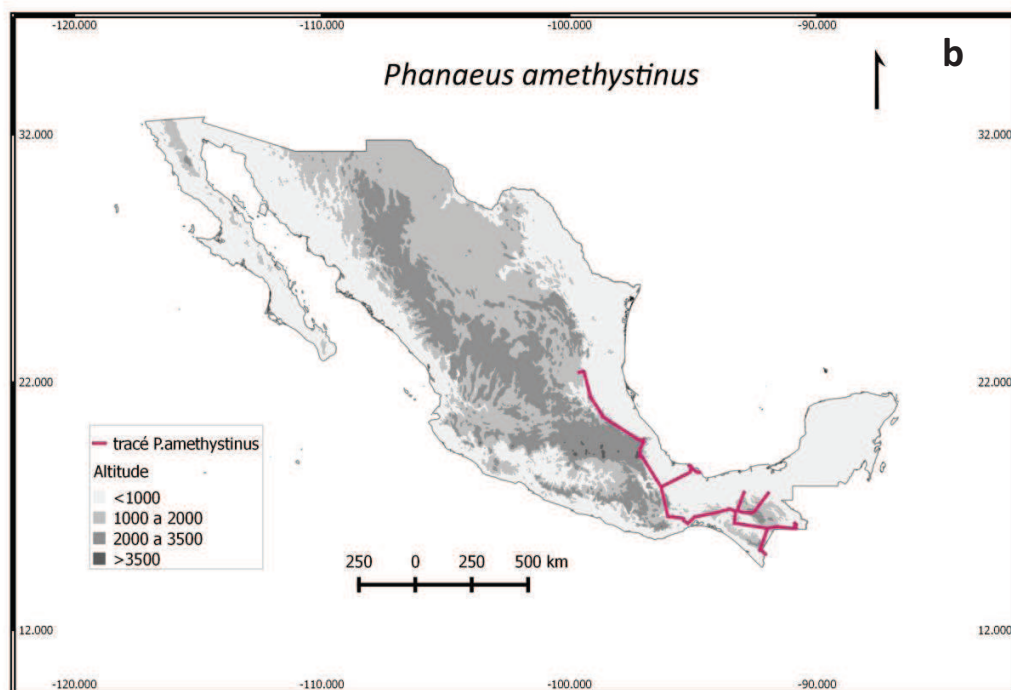 -120.000 -110.000 -100.000 -90.000
b
Phanaeus amethystinus
32.000 32.000
22.000 22.000
tracé P.amethystinus
Altitude
<1000
1000 a 2000
2000 a 3500
>3500
250 0 250 500 km
12.000 12.000
-120.000 -110.000 -100.000 -90.000